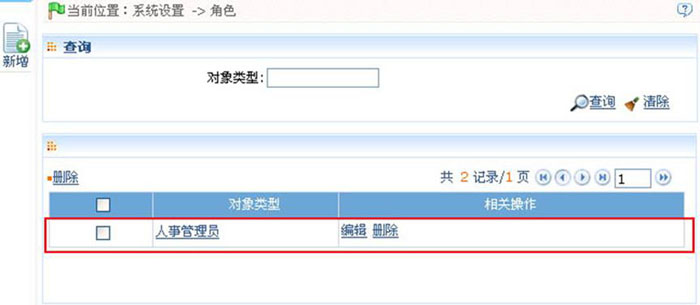 当前位置：系统设置 -> 角色
新增
查询
对象类型:
查询 清除
删除 共 2 记录/1 页 1
对象类型 相关操作
人事管理员 编辑 删除